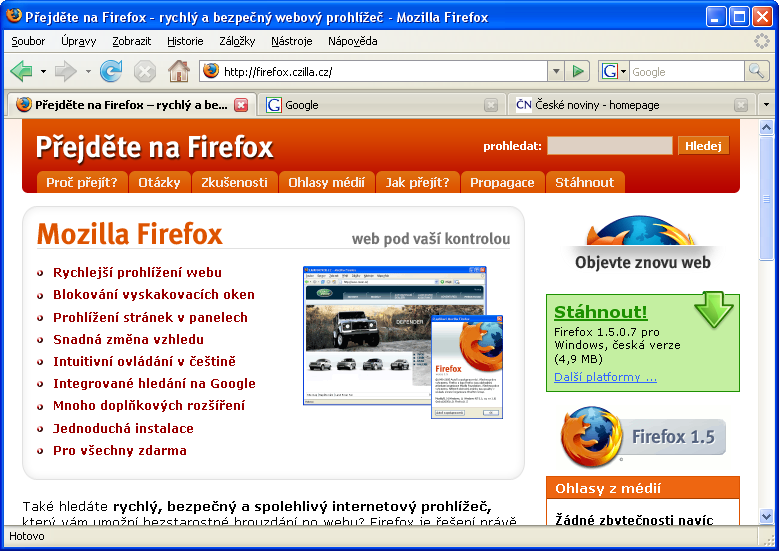 Přejděte na Firefox - rychlý a bezpečný webový prohlížeč - Mozilla Firefox
Soubor Úpravy Zobrazit Historie Záložky Nástroje Nápověda
http://firefox.czilla.cz/ G Google
Přejděte na Firefox – rychlý a be... G Google ČN České noviny - homepage
Přejděte na Firefox prohledat: Hledej
Proč přejít? Otázky Zkušenosti Ohlasy médií Jak přejít? Propagace Stáhnout
Mozilla Firefox
web pod vaší kontrolou
Rychlejší prohlížení webu
Blokování vyskakovacích oken
Prohlížení stránek v panelech
Snadná změna vzhledu
Intuitivní ovládání v češtině
Integrované hledání na Google
Mnoho doplňkových rozšíření
Jednoduchá instalace
Pro všechny zdarma
DEFENDER
Firefox
Objevte znovu web
Stáhnout!
Firefox 1.5.0.7 pro
Windows, česká verze
(4,9 MB)
Další platformy ...
Firefox 1.5
Ohlasy z médií
Žádné zbytečnosti navíc
Také hledáte rychlý, bezpečný a spolehlivý internetový prohlížeč,
který vám umožní bezstarostné brouzdání po webu? Firefox je řešení právě
Hotovo